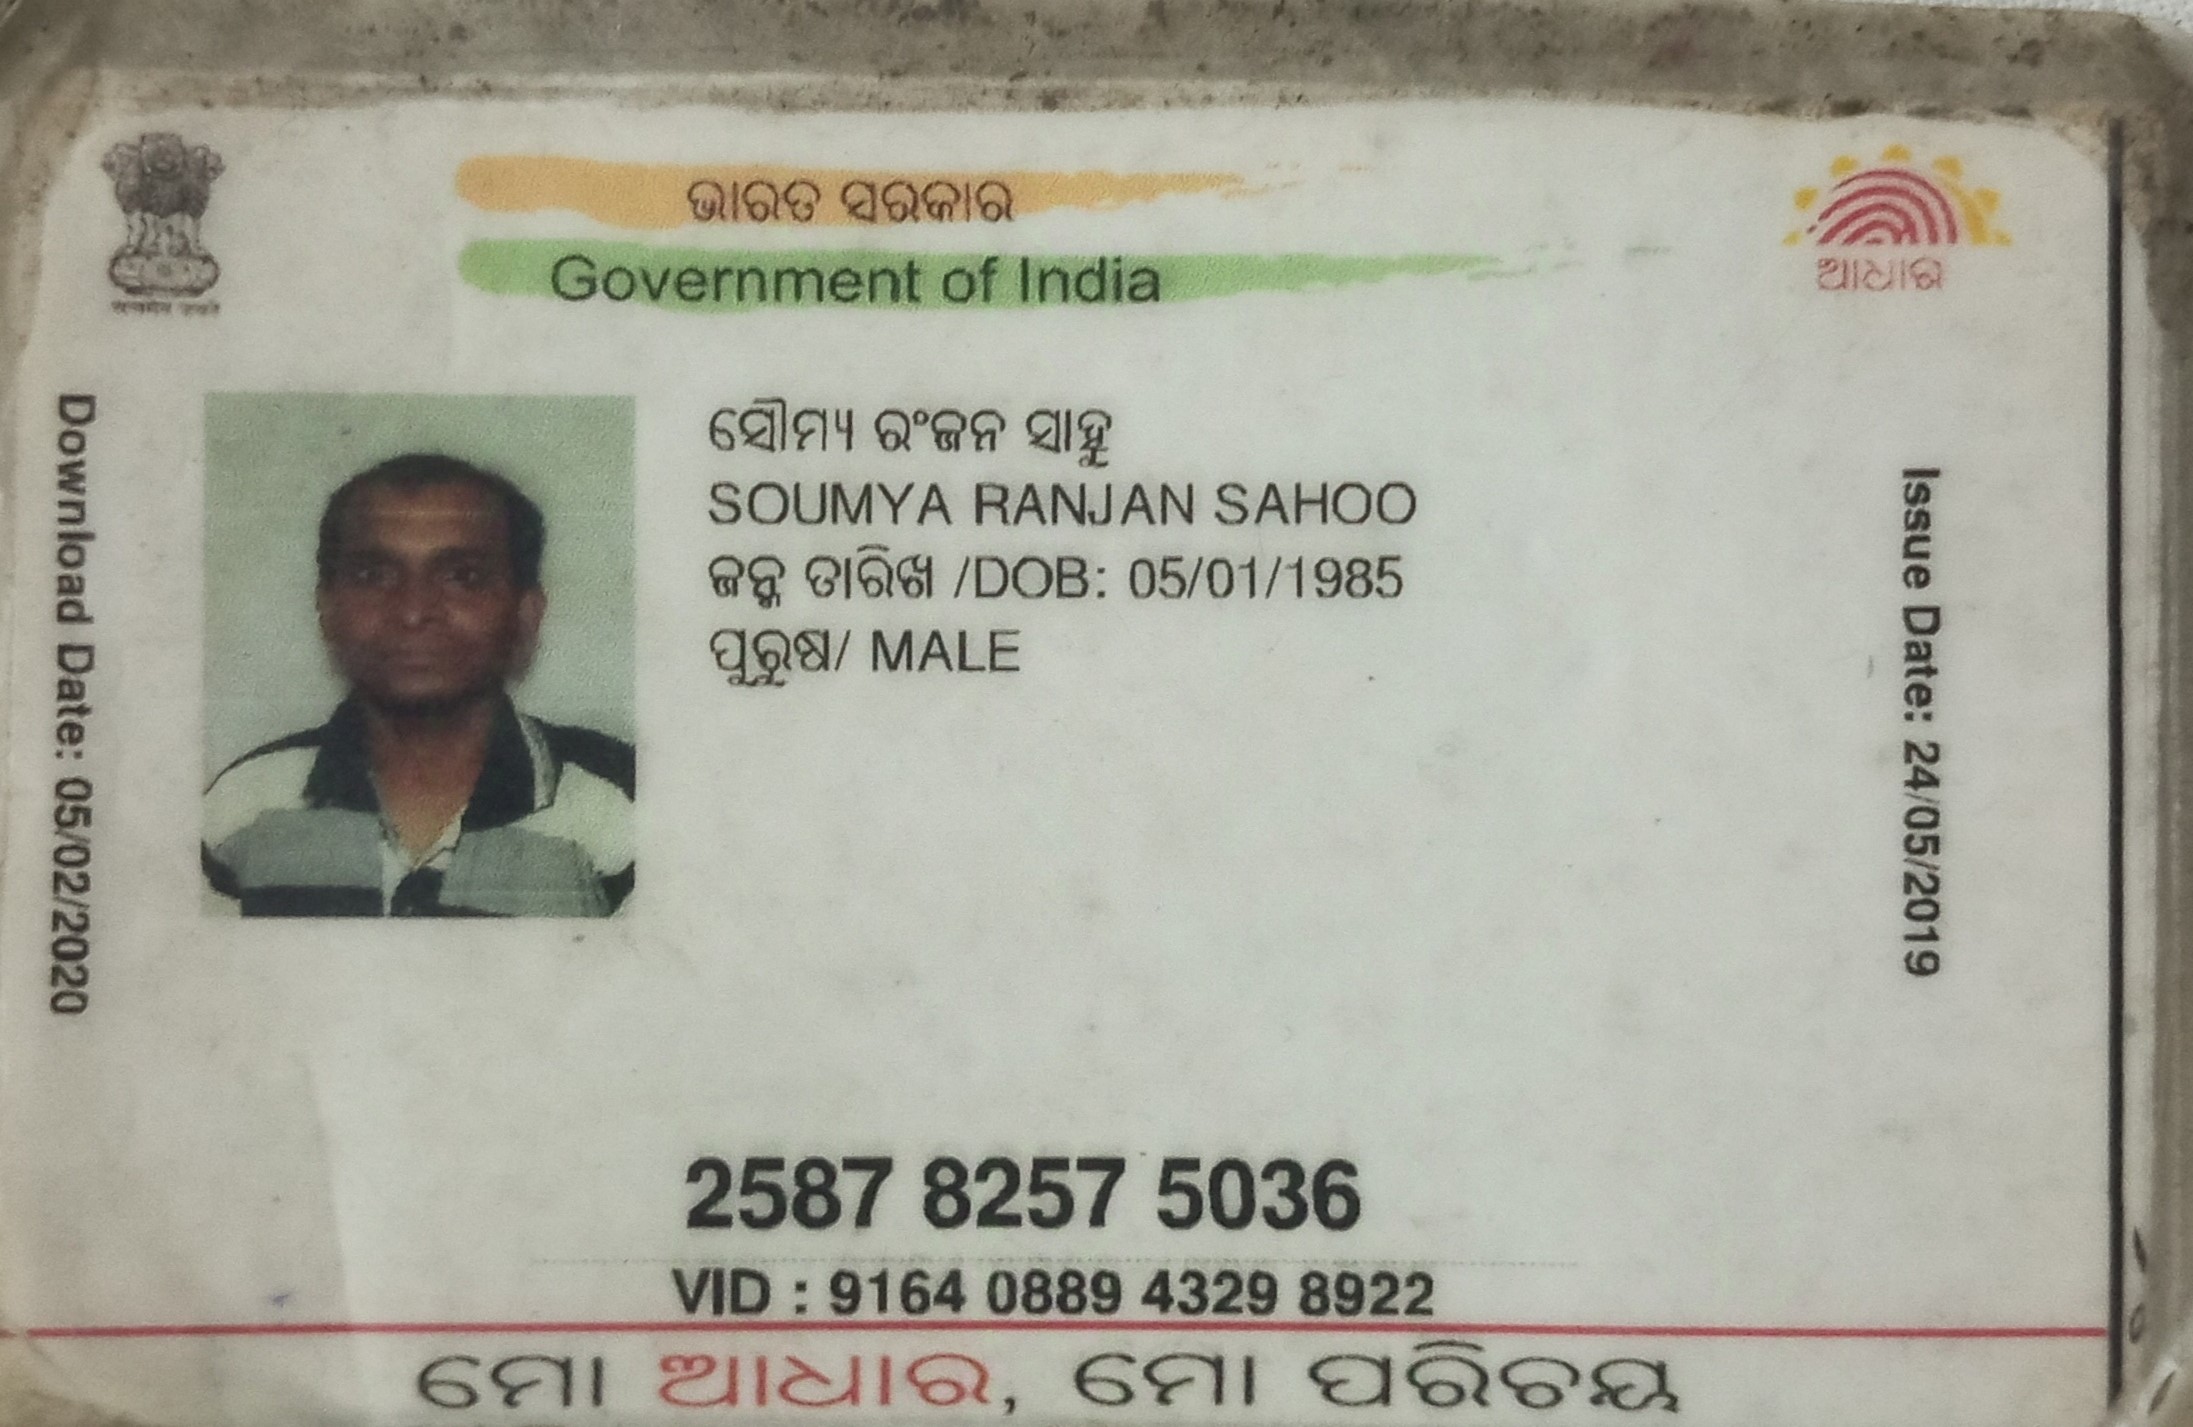 ଭାରତ ସରକାର
Government of India
ଆଧାର
Download Date: 05/02/2020
ସୌମ୍ୟ ରଂଜନ ସାହୁ
SOUMYA RANJAN SAHOO
ଜନ୍ମ ତାରିଖ /DOB: 05/01/1985
ପୁରୁଷ/ MALE
Issue Date: 24/05/2019
2587 8257 5036
VID : 9164 0889 4329 8922
ମୋ ଆଧାର, ମୋ ପରିଚୟ